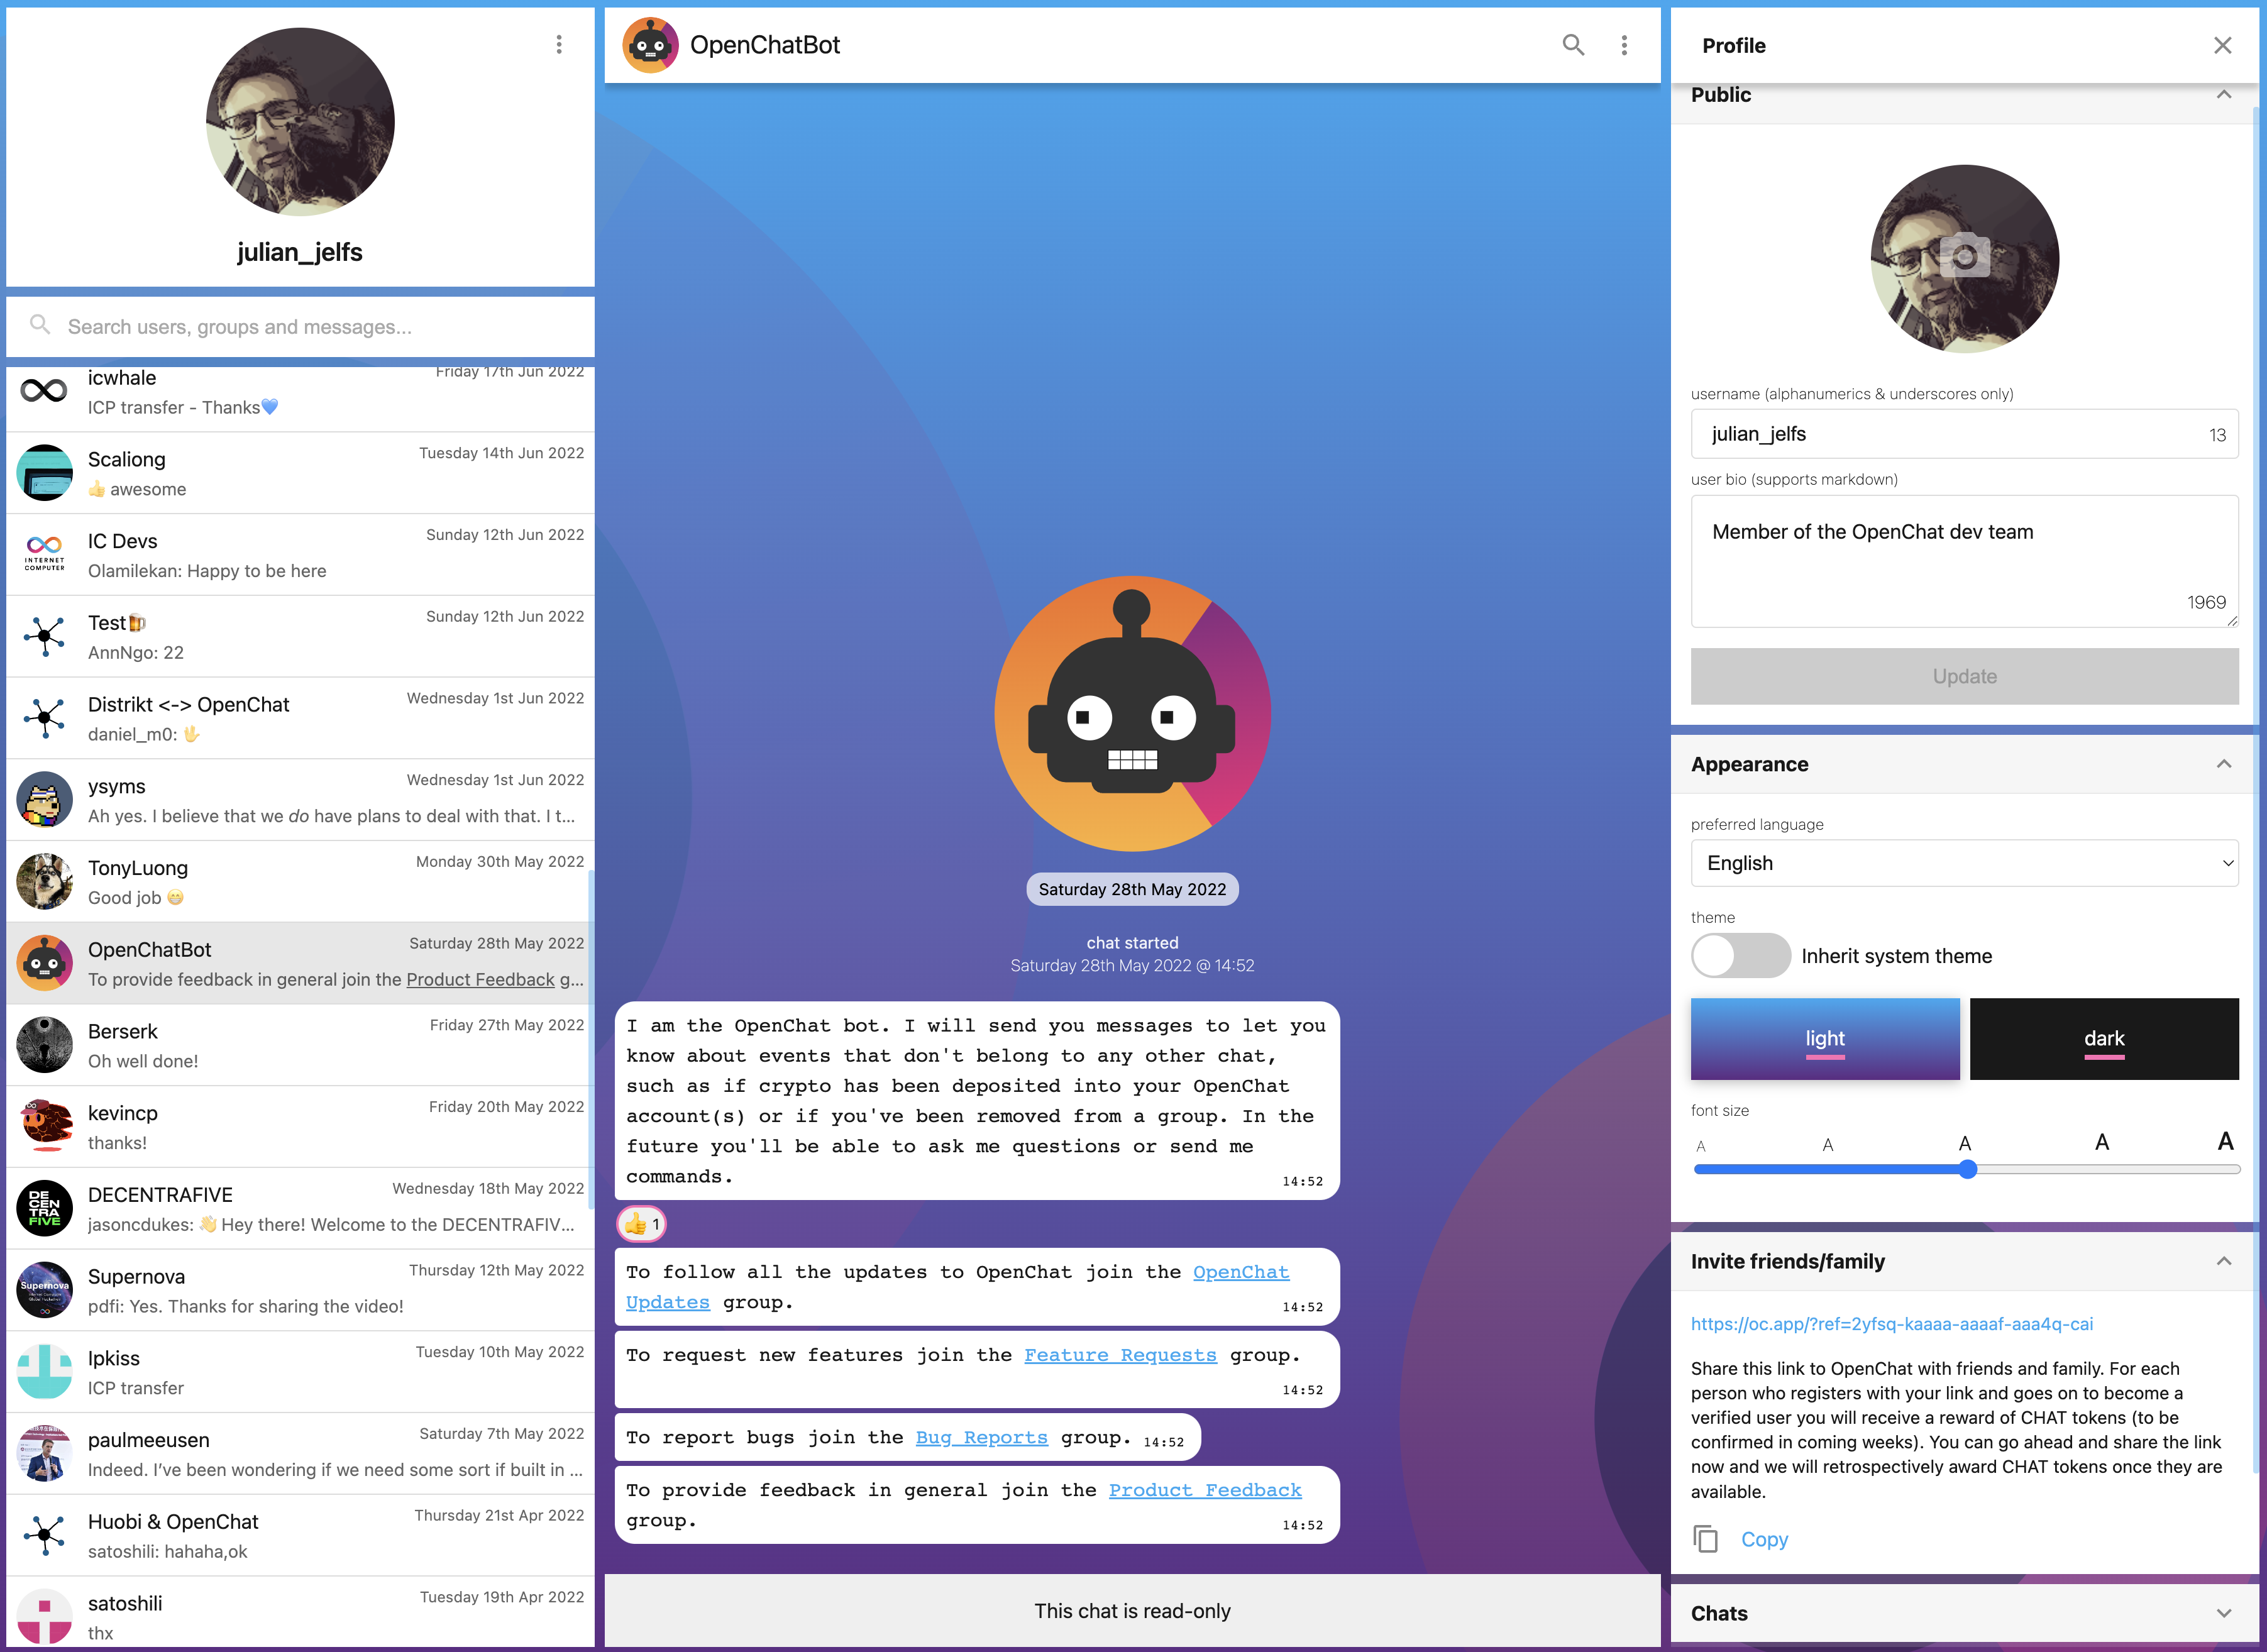 julian_jelfs
Search users, groups and messages...
icwhale
Friday 17th Jun 2022
ICP transfer - Thanks💙
Scaliong
Tuesday 14th Jun 2022
👍 awesome
INTERNET
COMPUTER
IC Devs
Sunday 12th Jun 2022
Olamilekan: Happy to be here
Test🍺
Sunday 12th Jun 2022
AnnNgo: 22
Distrikt <-> OpenChat
Wednesday 1st Jun 2022
daniel_m0: 🖖
ysyms
Wednesday 1st Jun 2022
Ah yes. I believe that we do have plans to deal with that. I t...
TonyLuong
Monday 30th May 2022
Good job 😁
OpenChatBot
Saturday 28th May 2022
To provide feedback in general join the Product Feedback g...
Berserk
Friday 27th May 2022
Oh well done!
kevincp
Friday 20th May 2022
thanks!
DE
CEN
TRA
FIVE
DECENTRAFIVE
Wednesday 18th May 2022
jasoncdukes: 👋 Hey there! Welcome to the DECENTRAFIV...
Supernova
Supernova
Thursday 12th May 2022
pdfi: Yes. Thanks for sharing the video!
Ipkiss
Tuesday 10th May 2022
ICP transfer
paulmeeusen
Saturday 7th May 2022
Indeed. I've been wondering if we need some sort if built in ...
Huobi & OpenChat
Thursday 21st Apr 2022
satoshili: hahaha,ok
satoshili
Tuesday 19th Apr 2022
thx
OpenChatBot
Saturday 28th May 2022
chat started
Saturday 28th May 2022 @ 14:52
I am the OpenChat bot. I will send you messages to let you
know about events that don't belong to any other chat,
such as if crypto has been deposited into your OpenChat
account(s) or if you've been removed from a group. In the
future you'll be able to ask me questions or send me
commands.
14:52
👍 1
To follow all the updates to OpenChat join the OpenChat
Updates group.
14:52
To request new features join the Feature Requests group.
14:52
To report bugs join the Bug Reports group. 14:52
To provide feedback in general join the Product Feedback
group.
14:52
This chat is read-only
Profile
Public
username (alphanumerics & underscores only)
julian_jelfs
13
user bio (supports markdown)
Member of the OpenChat dev team
1969
Update
Appearance
preferred language
English
theme
Inherit system theme
light
dark
font size
A A A A A
Invite friends/family
https://oc.app/?ref=2yfsq-kaaaa-aaaaf-aaa4q-cai
Share this link to OpenChat with friends and family. For each
person who registers with your link and goes on to become a
verified user you will receive a reward of CHAT tokens (to be
confirmed in coming weeks). You can go ahead and share the link
now and we will retrospectively award CHAT tokens once they are
available.
Copy
Chats